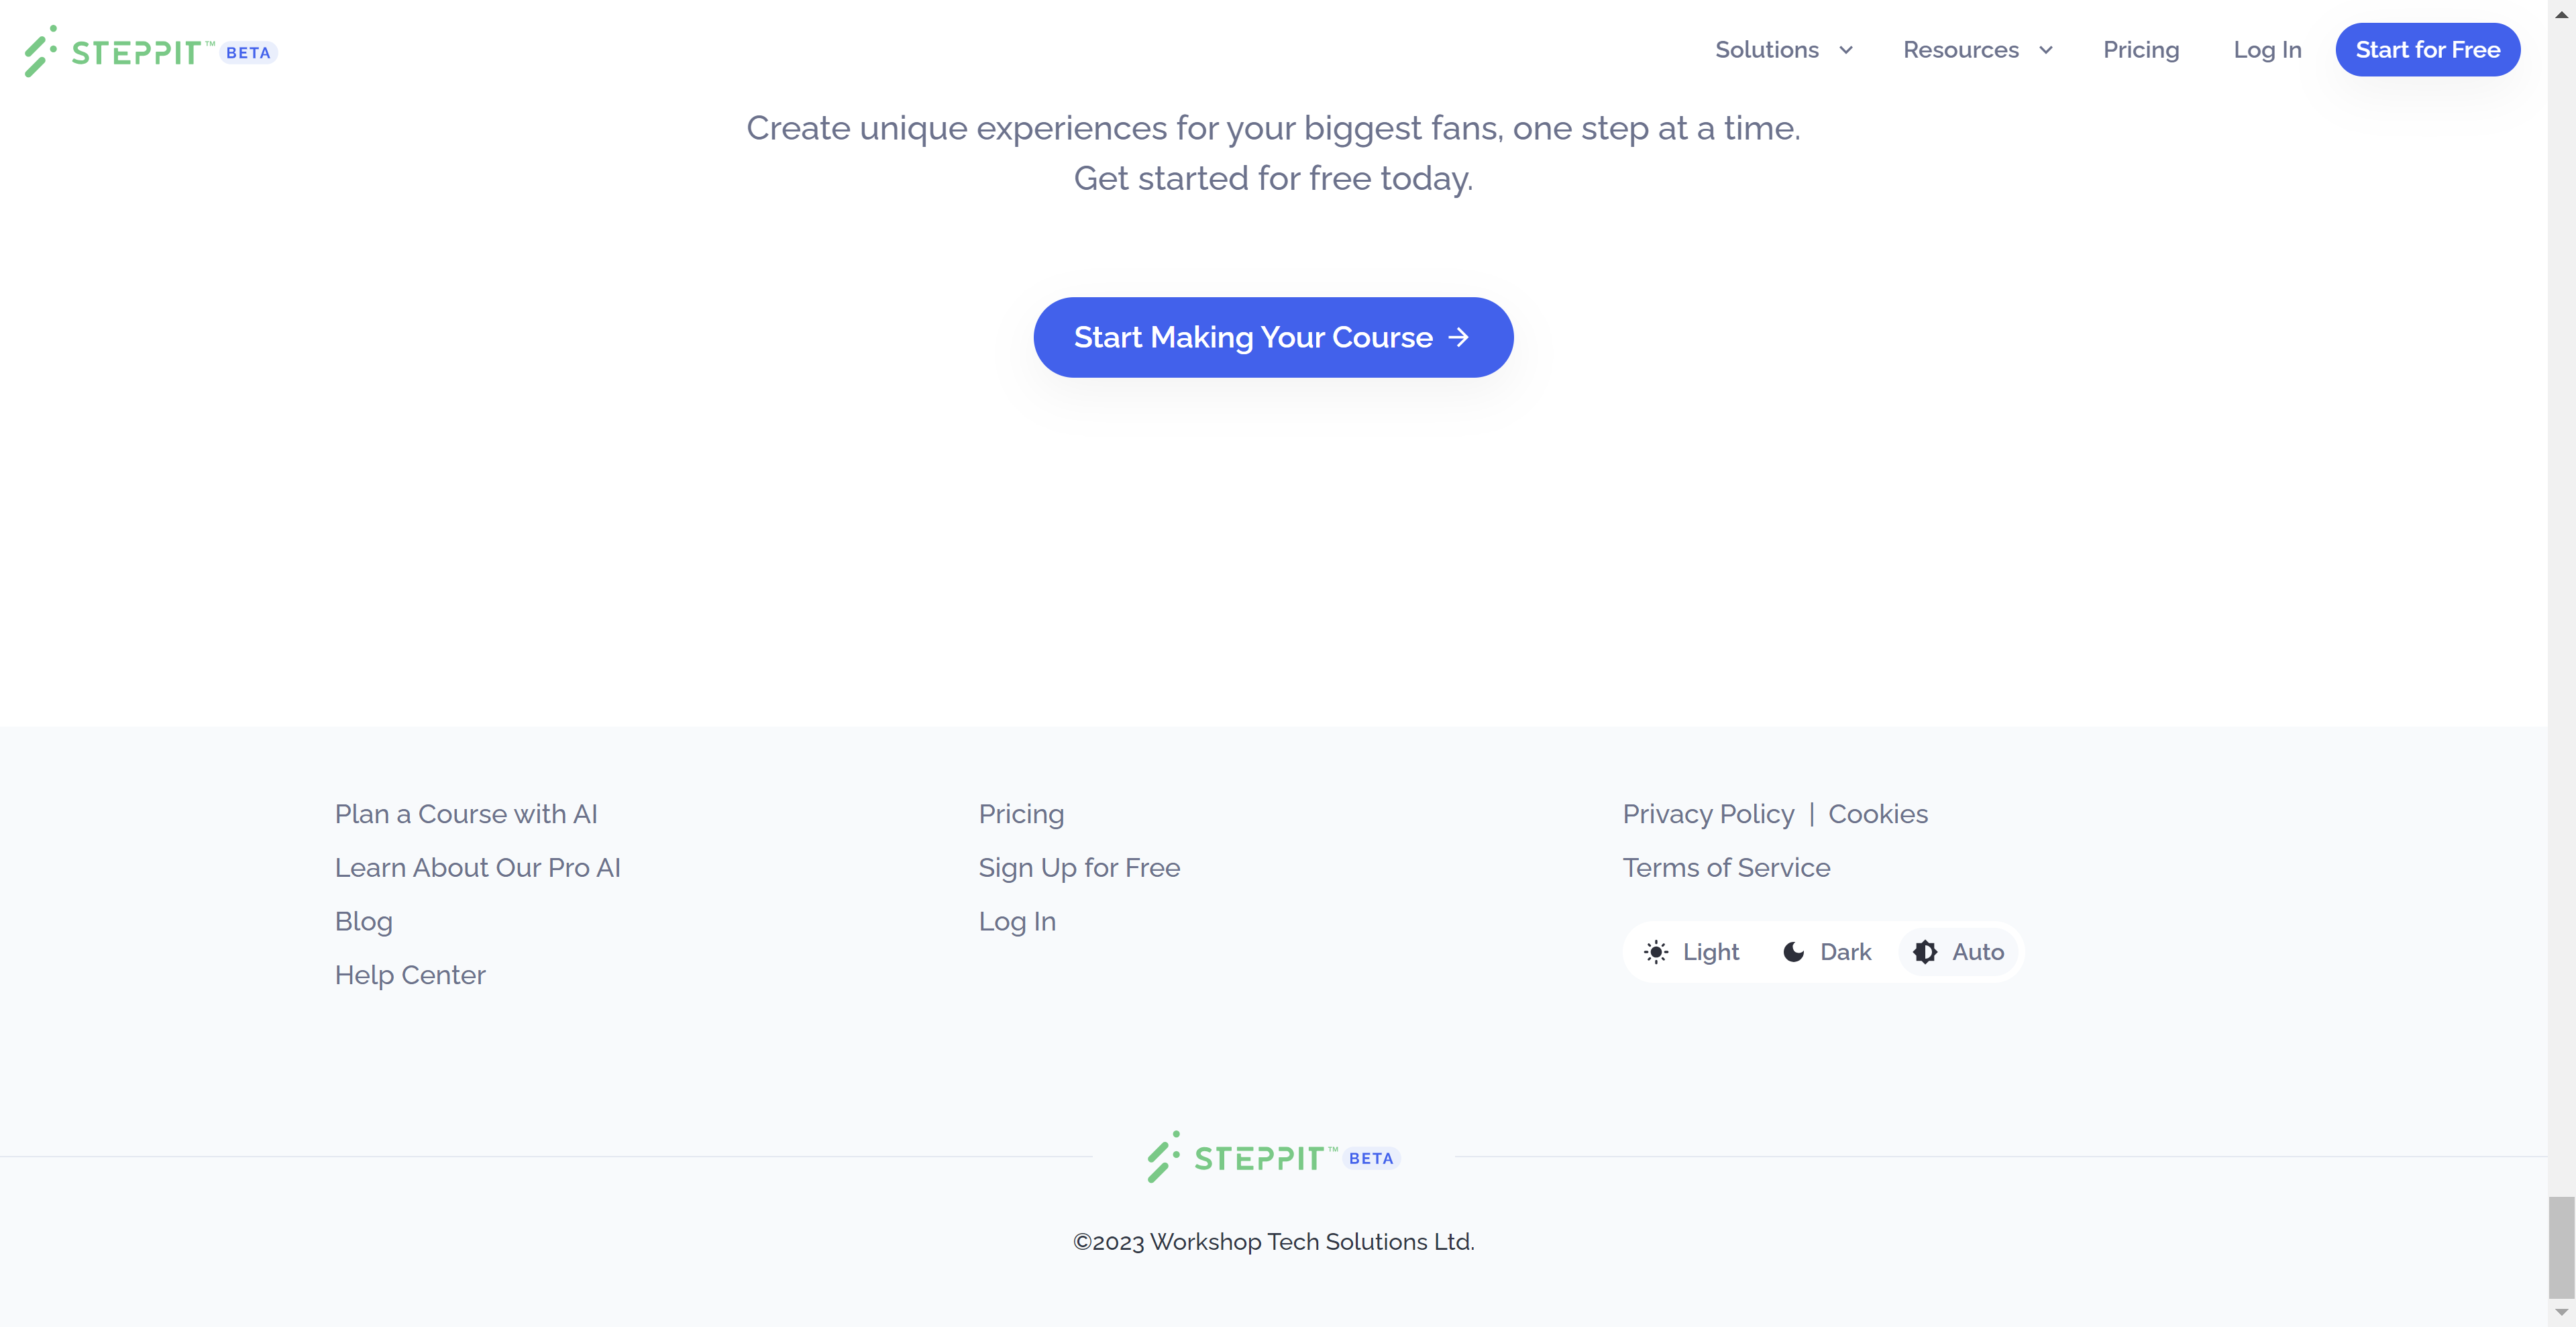 STEPPIT™ BETA
Solutions Resources Pricing Log In Start for Free
Create unique experiences for your biggest fans, one step at a time.
Get started for free today.
Start Making Your Course →
Plan a Course with AI
Learn About Our Pro AI
Blog
Help Center
Pricing
Sign Up for Free
Log In
Privacy Policy | Cookies
Terms of Service
Light Dark Auto
STEPPIT™ BETA
©2023 Workshop Tech Solutions Ltd.